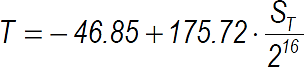 T = − 46.85 + 175.72 · S_T / 2^16